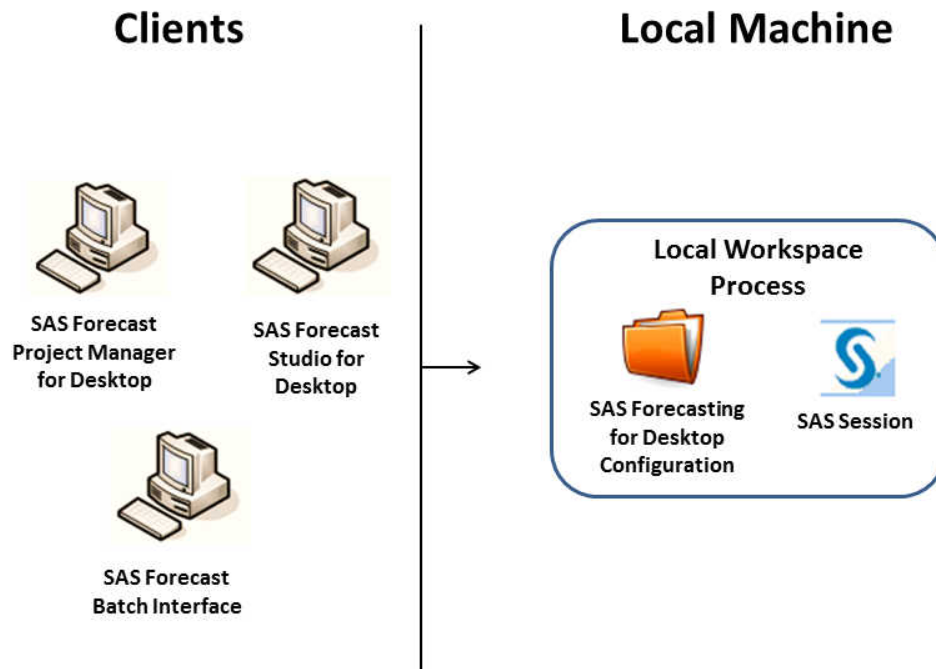 Clients
SAS Forecast
Project Manager
for Desktop
SAS Forecast
Studio for
Desktop
SAS Forecast
Batch Interface
Local Machine
Local Workspace
Process
SAS Forecasting
for Desktop
Configuration
SAS Session